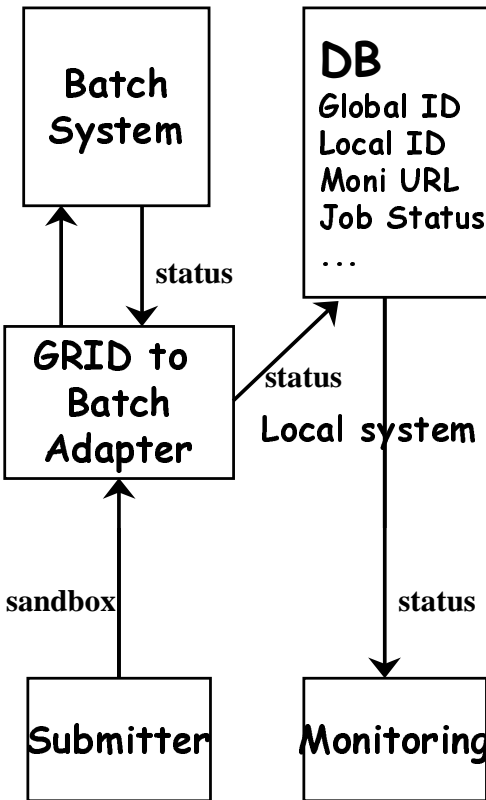 Batch
System
DB
Global ID
Local ID
Moni URL
Job Status
...
status
GRID to
Batch
Adapter
status
Local system
sandbox
status
Submitter
Monitoring